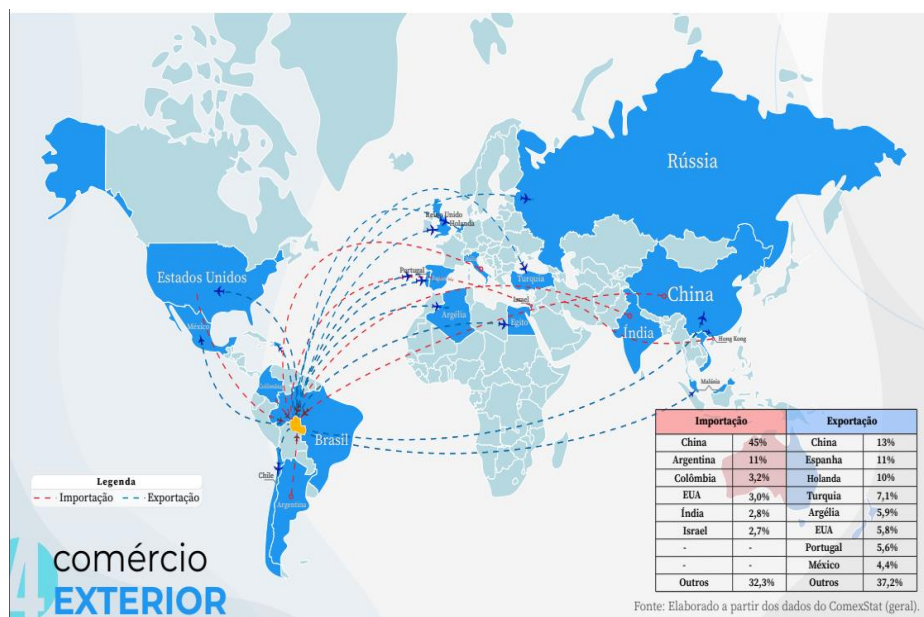 Rússia
Reino Unido
Holanda
Estados Unidos
Portugal
Turquia
China
Israel
México
Argélia
Egito
Índia
Hong Kong
Colômbia
Malásia
Brasil
Chile
Argentina
Legenda
Importação
Exportação
Importação Exportação
China 45% China 13%
Argentina 11% Espanha 11%
Colômbia 3,2% Holanda 10%
EUA 3,0% Turquia 7,1%
Índia 2,8% Argélia 5,9%
Israel 2,7% EUA 5,8%
- - Portugal 5,6%
- - México 4,4%
Outros 32,3% Outros 37,2%
4 comércio
EXTERIOR
Fonte: Elaborado a partir dos dados do ComexStat (geral).